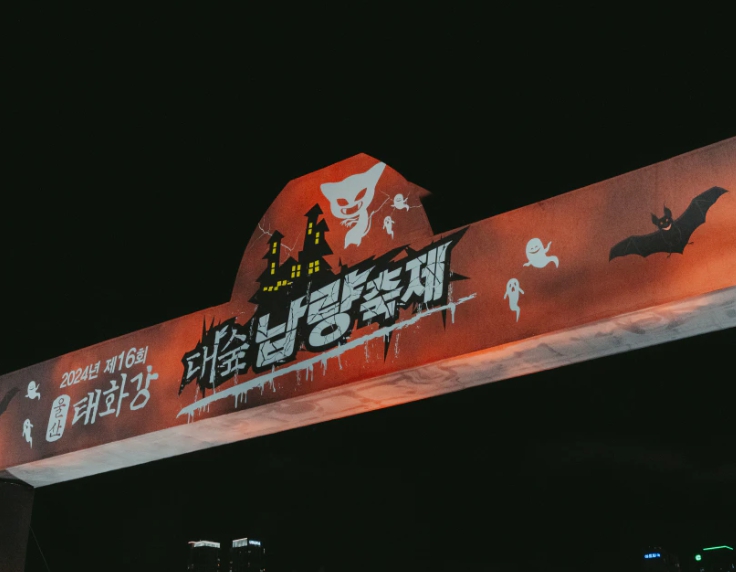 2024년 제16회
울산
태화강
대숲 납량축제